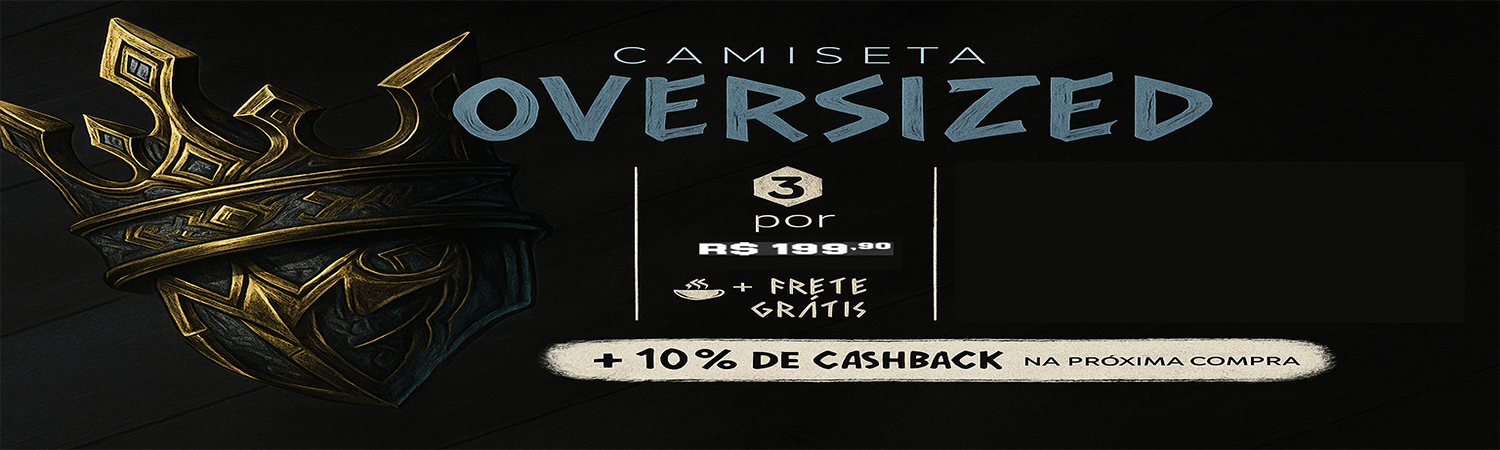 CAMISETA
OVERSIZED
3
por
R$ 199,90
+ FRETE
GRÁTIS
+ 10% DE CASHBACK NA PRÓXIMA COMPRA